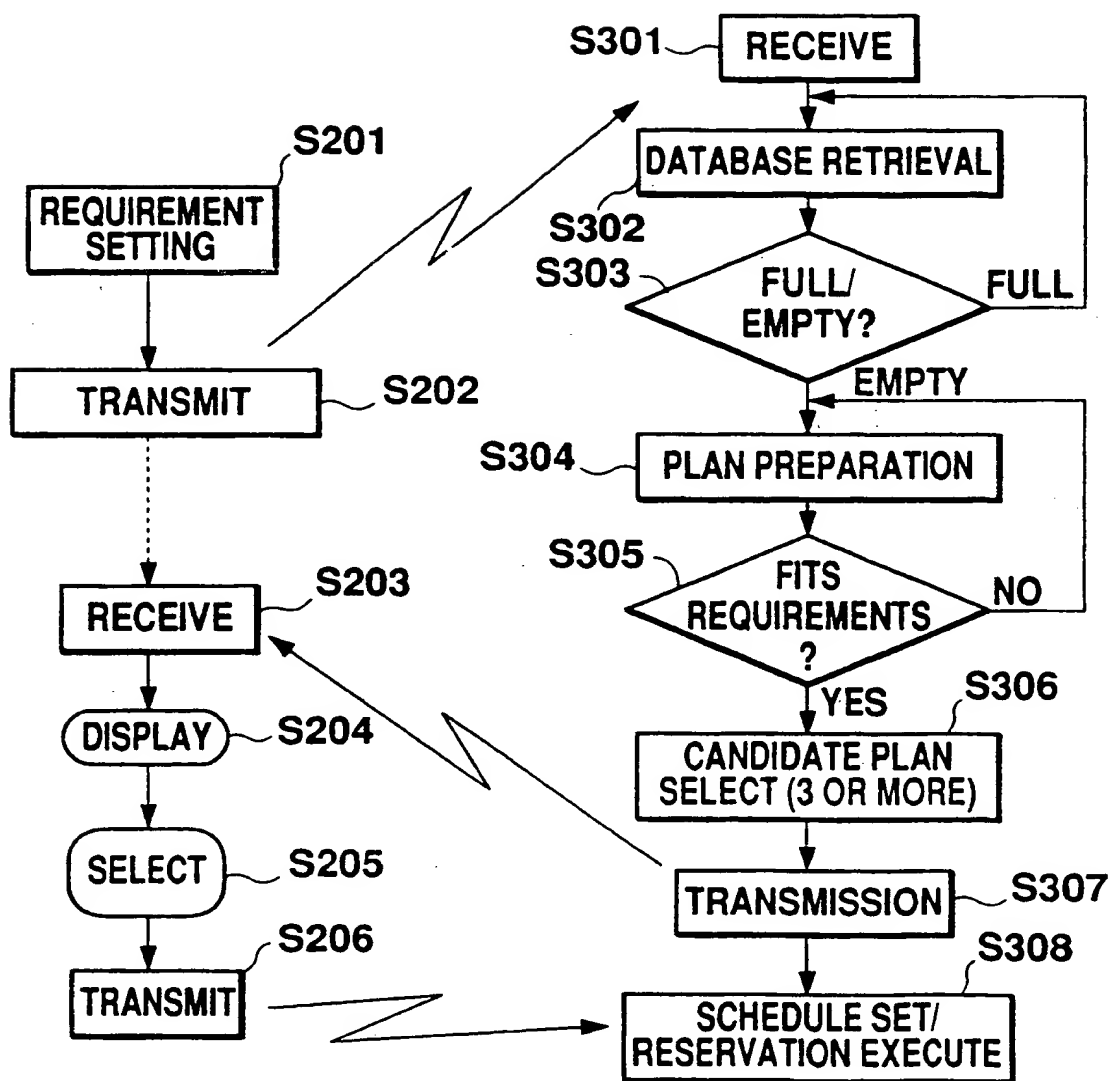 S201
REQUIREMENT
SETTING
TRANSMIT
S202
S203
RECEIVE
DISPLAY
S204
SELECT
S205
S206
TRANSMIT
S301
RECEIVE
DATABASE RETRIEVAL
S302
S303
FULL/
EMPTY?
FULL
EMPTY
S304
PLAN PREPARATION
S305
FITS
REQUIREMENTS
?
NO
YES
S306
CANDIDATE PLAN
SELECT (3 OR MORE)
TRANSMISSION
S307
S308
SCHEDULE SET/
RESERVATION EXECUTE